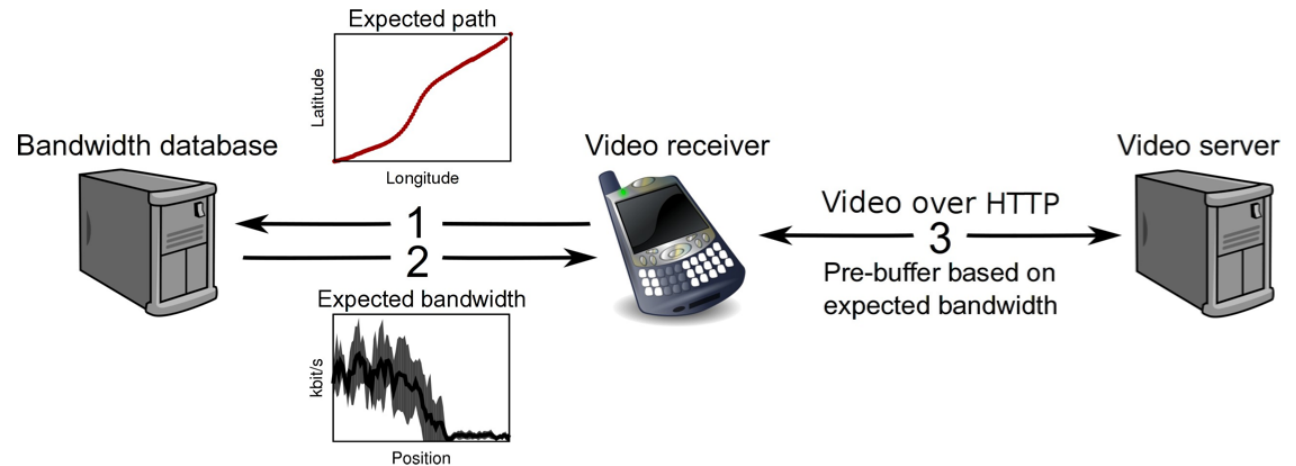 Expected path
Latitude
Longitude
Bandwidth database
Video receiver
Video server
1
2
Video over HTTP
3
Pre-buffer based on
expected bandwidth
Expected bandwidth
kbit/s
Position